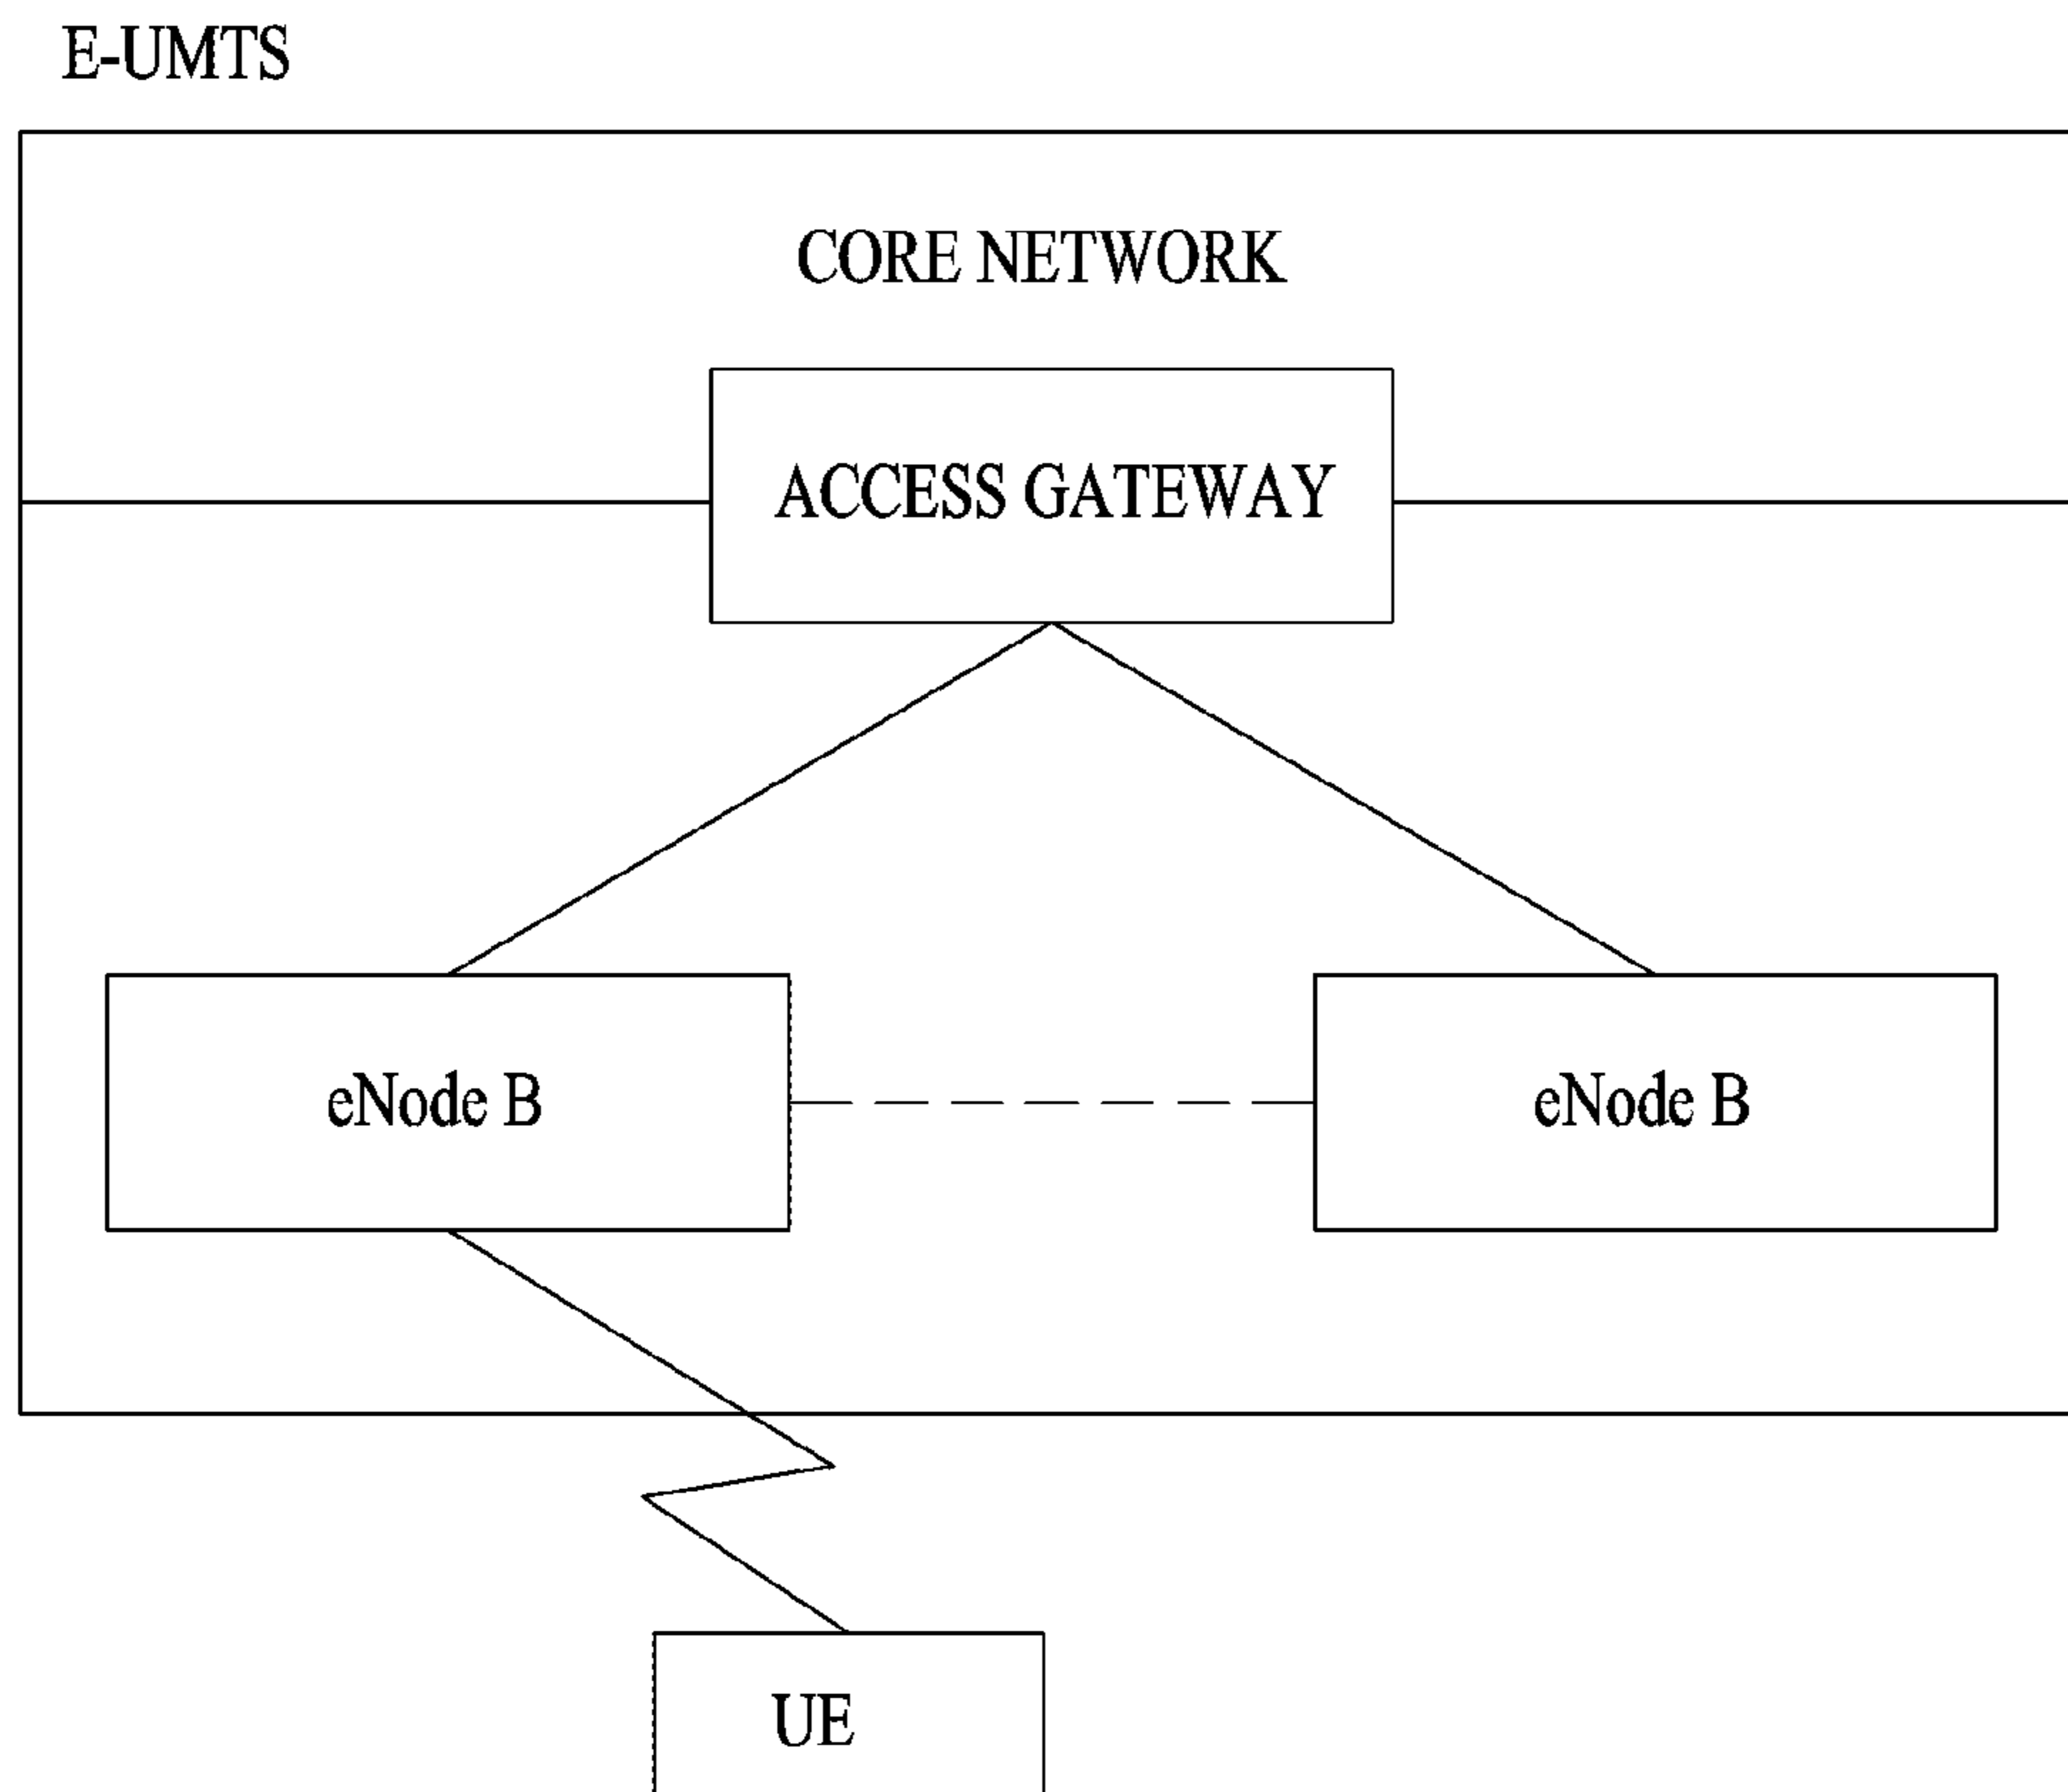 E-UMTS
CORE NETWORK
ACCESS GATEWAY
eNode B
eNode B
UE